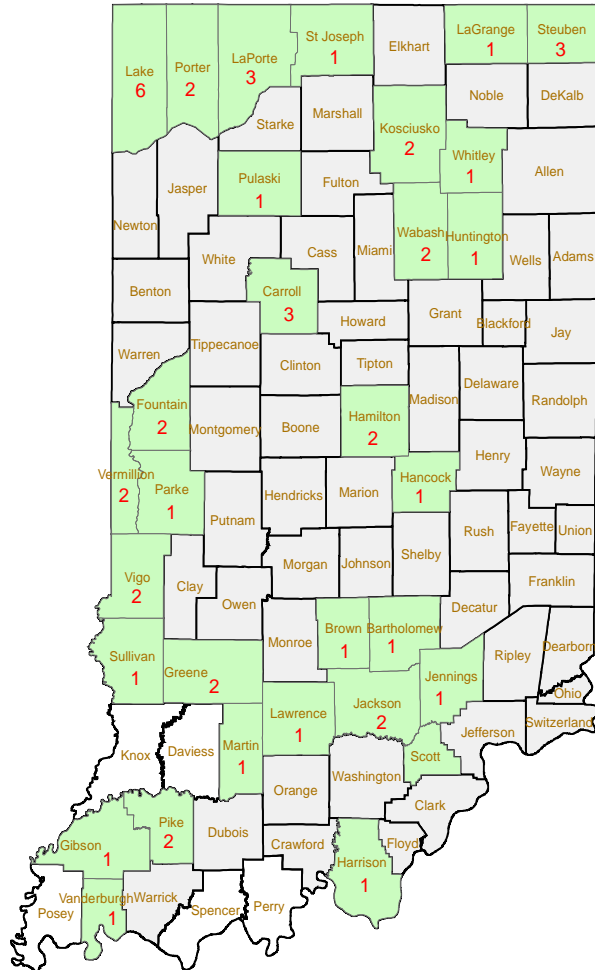 St Joseph
1
Elkhart
LaGrange
1
Steuben
3
Lake
6
Porter
2
LaPorte
3
Noble
DeKalb
Starke
Marshall
Kosciusko
2
Whitley
1
Allen
Jasper
Pulaski
1
Fulton
Newton
White
Cass
Miami
Wabash
2
Huntington
1
Wells
Adams
Benton
Carroll
3
Howard
Grant
Blackford
Jay
Warren
Tippecanoe
Clinton
Tipton
Madison
Delaware
Randolph
Fountain
2
Montgomery
Boone
Hamilton
2
Henry
Wayne
Vermillion
2
Parke
1
Putnam
Hendricks
Marion
Hancock
1
Rush
Fayette
Union
Vigo
2
Clay
Owen
Morgan
Johnson
Shelby
Decatur
Franklin
Sullivan
1
Greene
2
Monroe
Brown
1
Bartholomew
1
Jennings
1
Ripley
Dearborn
Ohio
Switzerland
Knox
Daviess
Martin
1
Lawrence
1
Jackson
2
Scott
Jefferson
Orange
Washington
Clark
Gibson
1
Pike
2
Dubois
Crawford
Harrison
1
Floyd
Posey
Vanderburgh
1
Warrick
Spencer
Perry